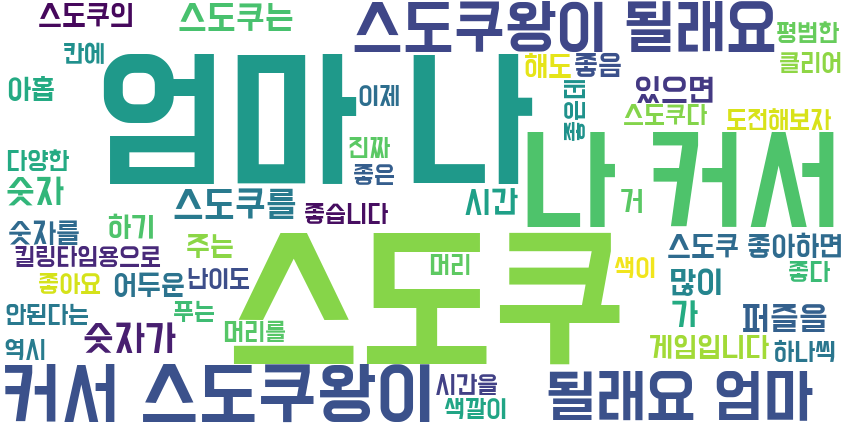 스도쿠의
스도쿠는
스도쿠왕이 될래요
평범한
칸에
해도
좋음
클리어
아홉
엄마 나
이제
좋은데
있으면
스도쿠다
도전해보자
진짜
다양한
좋은
나 커서
숫자
스도쿠를
좋습니다
시간
거
하기
숫자를
주는
스도쿠
머리
스도쿠 좋아하면
킬링타임용으로
색이
좋다
좋아요
어두운
난이도
많이
안된다는
푸는
가
퍼즐을
숫자가
머리를
역시
게임입니다
하나씩
커서 스도쿠왕이
시간을
색깔이
될래요 엄마